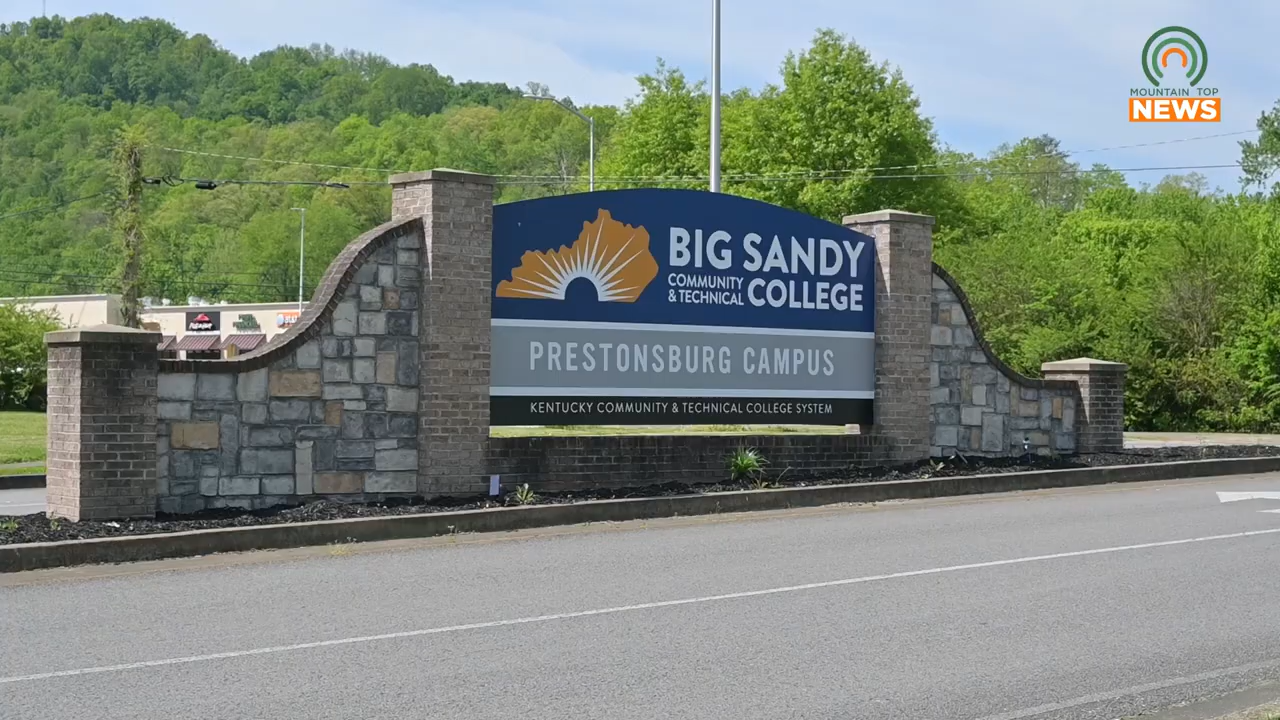 MOUNTAIN TOP
NEWS
BIG SANDY
COMMUNITY
& TECHNICAL
COLLEGE
PRESTONSBURG CAMPUS
KENTUCKY COMMUNITY & TECHNICAL COLLEGE SYSTEM